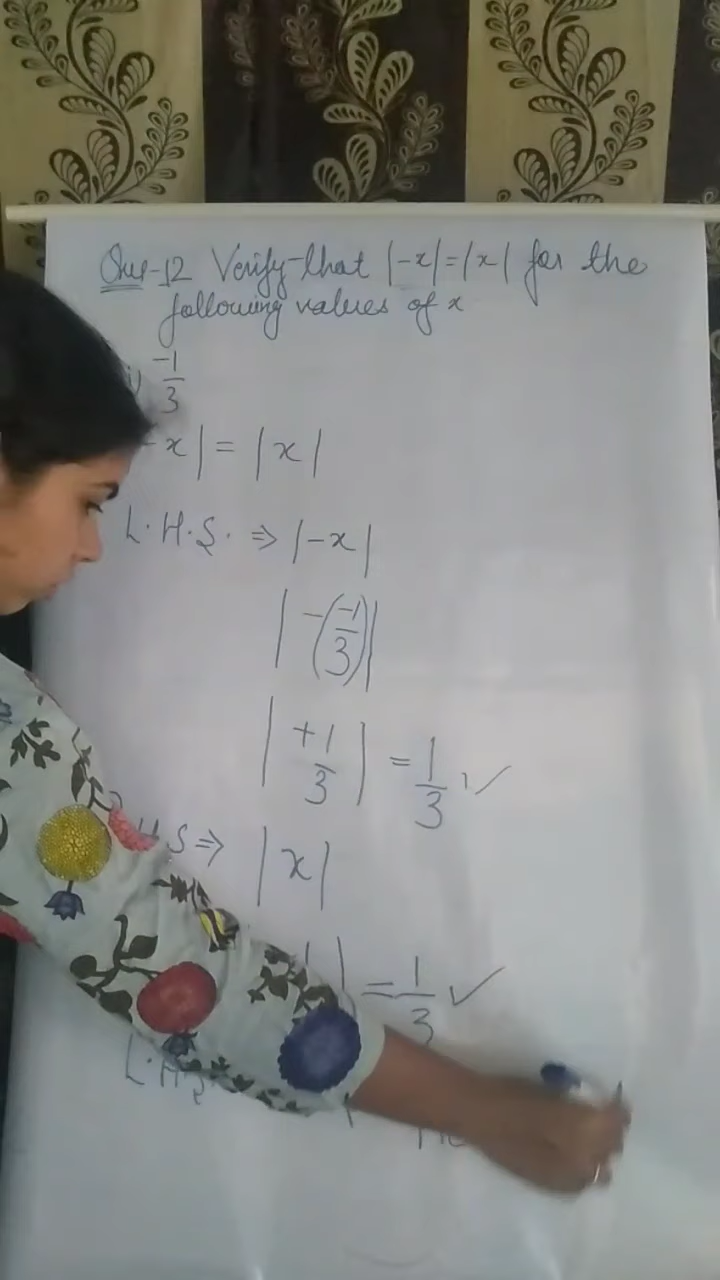 Que-12 Verify that |-x| = |x| for the
following values of x
-1/3
x| = |x|
L.H.S. ⇒ |-x|
|-(-1/3)|
|+1/3| = 1/3 ✓
H.S ⇒ |x|
| = 1/3 ✓
L.H.S